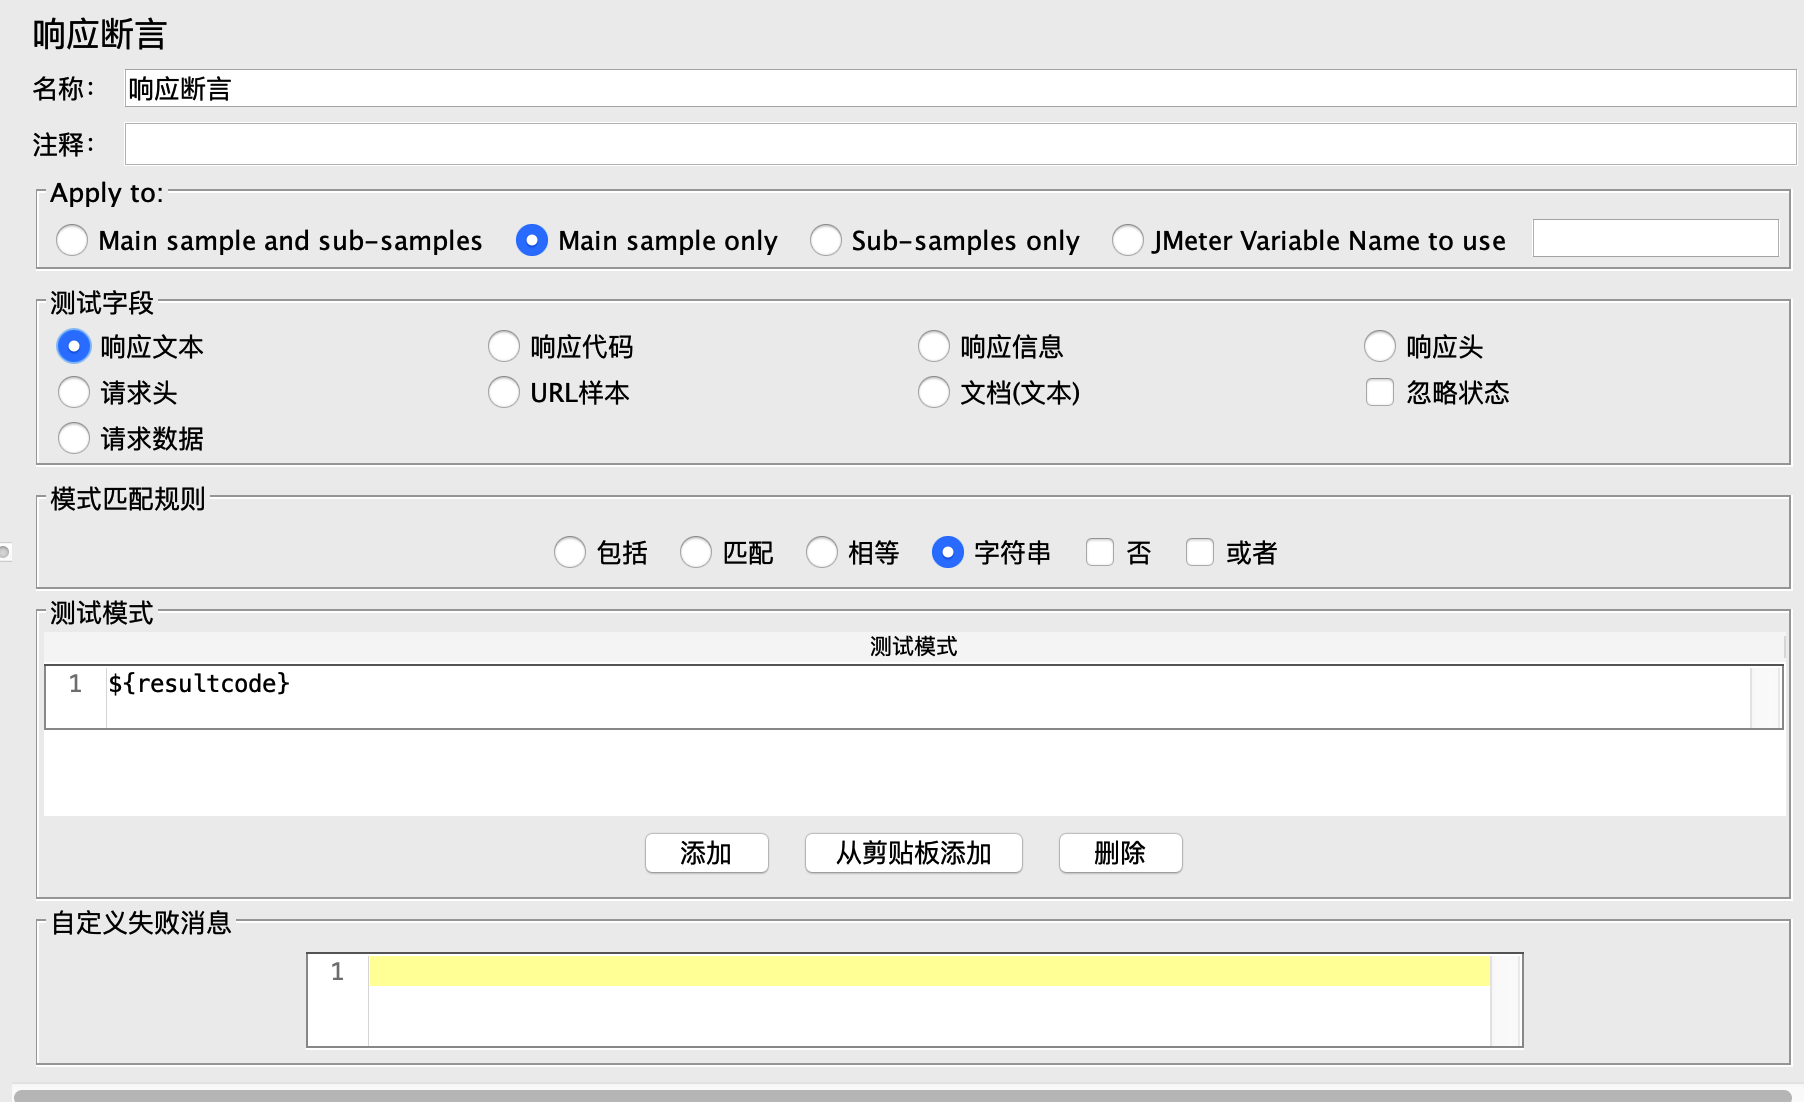 响应断言
名称： 响应断言
注释：
Apply to:
Main sample and sub-samples Main sample only Sub-samples only JMeter Variable Name to use
测试字段
响应文本 响应代码 响应信息 响应头
请求头 URL样本 文档(文本) 忽略状态
请求数据
模式匹配规则
包括 匹配 相等 字符串 否 或者
测试模式
测试模式
1 ${resultcode}
添加 从剪贴板添加 删除
自定义失败消息
1